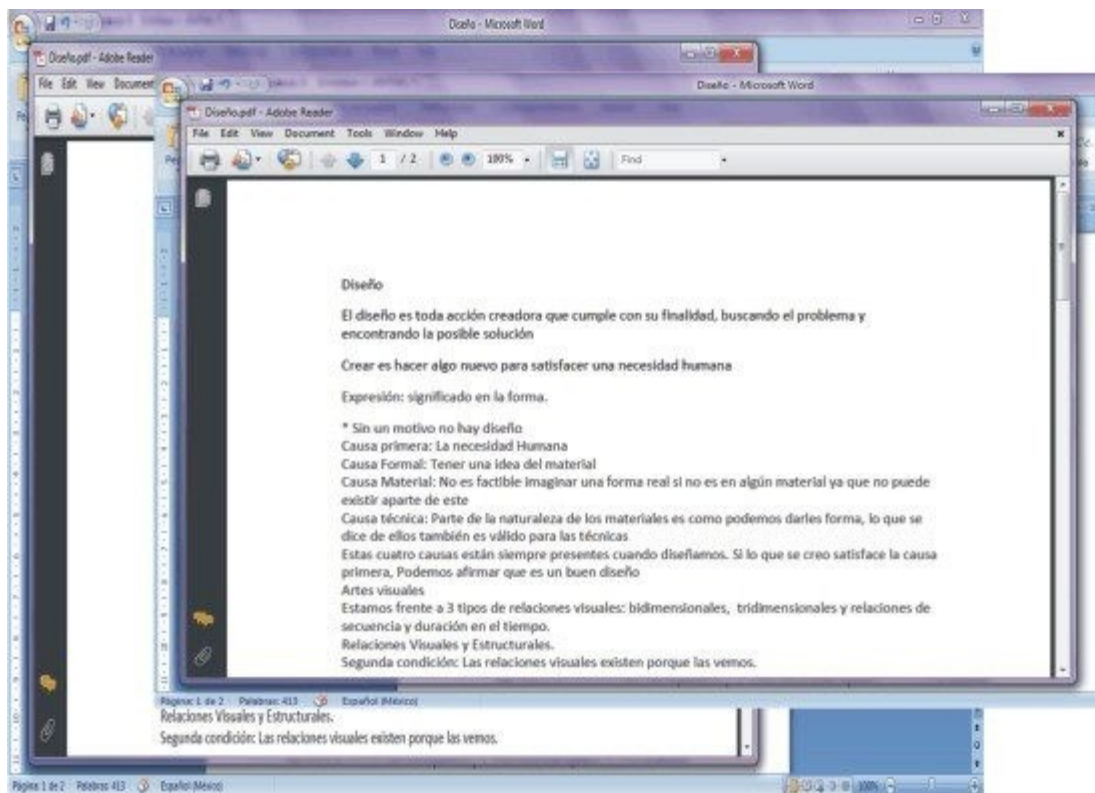 Diseño - Microsoft Word
Diseño.pdf - Adobe Reader
File Edit View Document
Diseño - Microsoft Word
Diseño.pdf - Adobe Reader
File Edit View Document Tools Window Help
1 / 2 100% Find
Diseño
El diseño es toda acción creadora que cumple con su finalidad, buscando el problema y
encontrando la posible solución
Crear es hacer algo nuevo para satisfacer una necesidad humana
Expresión: significado en la forma.
* Sin un motivo no hay diseño
Causa primera: La necesidad Humana
Causa Formal: Tener una idea del material
Causa Material: No es factible imaginar una forma real si no es en algún material ya que no puede
existir aparte de este
Causa técnica: Parte de la naturaleza de los materiales es como podemos darles forma, lo que se
dice de ellos también es válido para las técnicas
Estas cuatro causas están siempre presentes cuando diseñamos. Si lo que se creo satisface la causa
primera, Podemos afirmar que es un buen diseño
Artes visuales
Estamos frente a 3 tipos de relaciones visuales: bidimensionales, tridimensionales y relaciones de
secuencia y duración en el tiempo.
Relaciones Visuales y Estructurales.
Segunda condición: Las relaciones visuales existen porque las vemos.
Página: 1 de 2 Palabras: 413 Español (México)
Relaciones Visuales y Estructurales.
Segunda condición: Las relaciones visuales existen porque las vemos.
Página: 1 de 2 Palabras: 413 Español (México) 100%